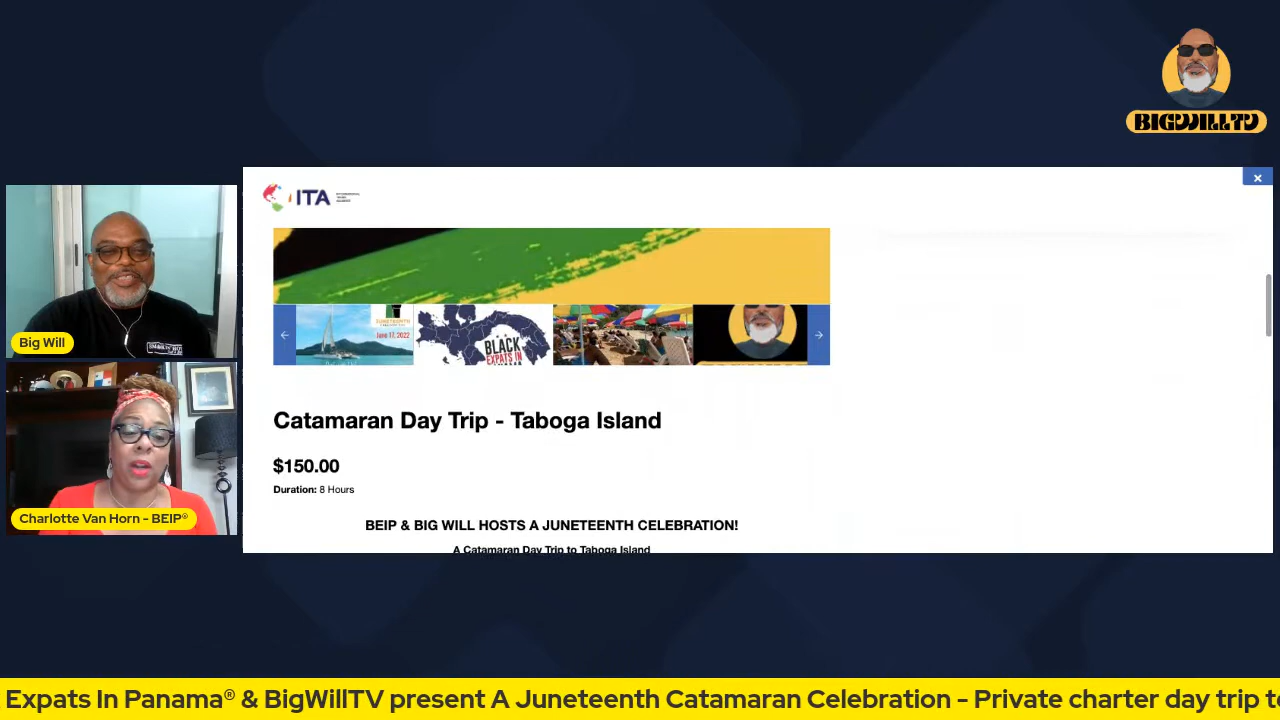 BIGWILLTV
ITA
JUNETEENTH
June 17, 2022
BLACK
EXPATS IN
Catamaran Day Trip - Taboga Island
$150.00
Duration: 8 Hours
BEIP & BIG WILL HOSTS A JUNETEENTH CELEBRATION!
A Catamaran Day Trip to Taboga Island
Big Will
Charlotte Van Horn - BEIP®
Expats In Panama® & BigWillTV present A Juneteenth Catamaran Celebration - Private charter day trip to